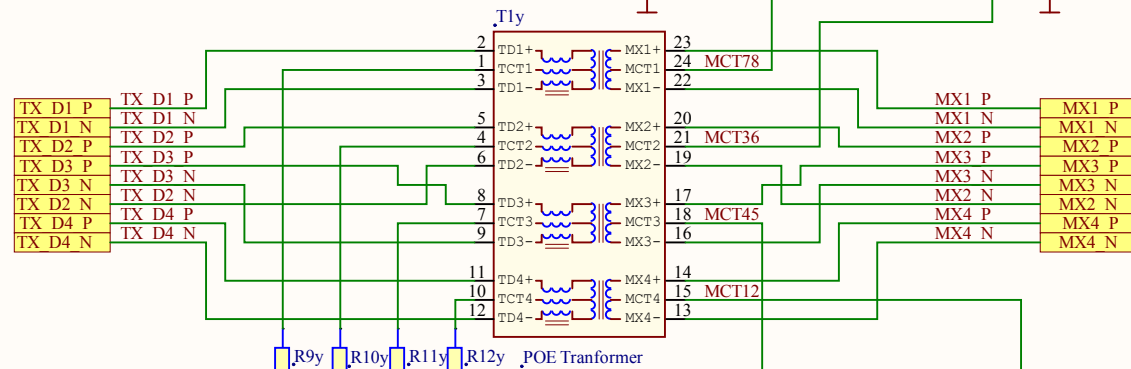 T1y
2 TD1+ MX1+ 23
1 TCT1 MCT1 24 MCT78
3 TD1- MX1- 22
TX_D1_P TX_D1_P MX1_P MX1_P
TX_D1_N TX_D1_N 5 TD2+ MX2+ 20 MX1_N MX1_N
TX_D2_P TX_D2_P 4 TCT2 MCT2 21 MCT36 MX2_P MX2_P
TX_D3_P TX_D3_P 6 TD2- MX2- 19 MX3_P MX3_P
TX_D3_N TX_D3_N MX3_N MX3_N
TX_D2_N TX_D2_N 8 TD3+ MX3+ 17 MX2_N MX2_N
TX_D4_P TX_D4_P 7 TCT3 MCT3 18 MCT45 MX4_P MX4_P
TX_D4_N TX_D4_N 9 TD3- MX3- 16 MX4_N MX4_N
11 TD4+ MX4+ 14
10 TCT4 MCT4 15 MCT12
12 TD4- MX4- 13
R9y R10y R11y R12y POE Tranformer